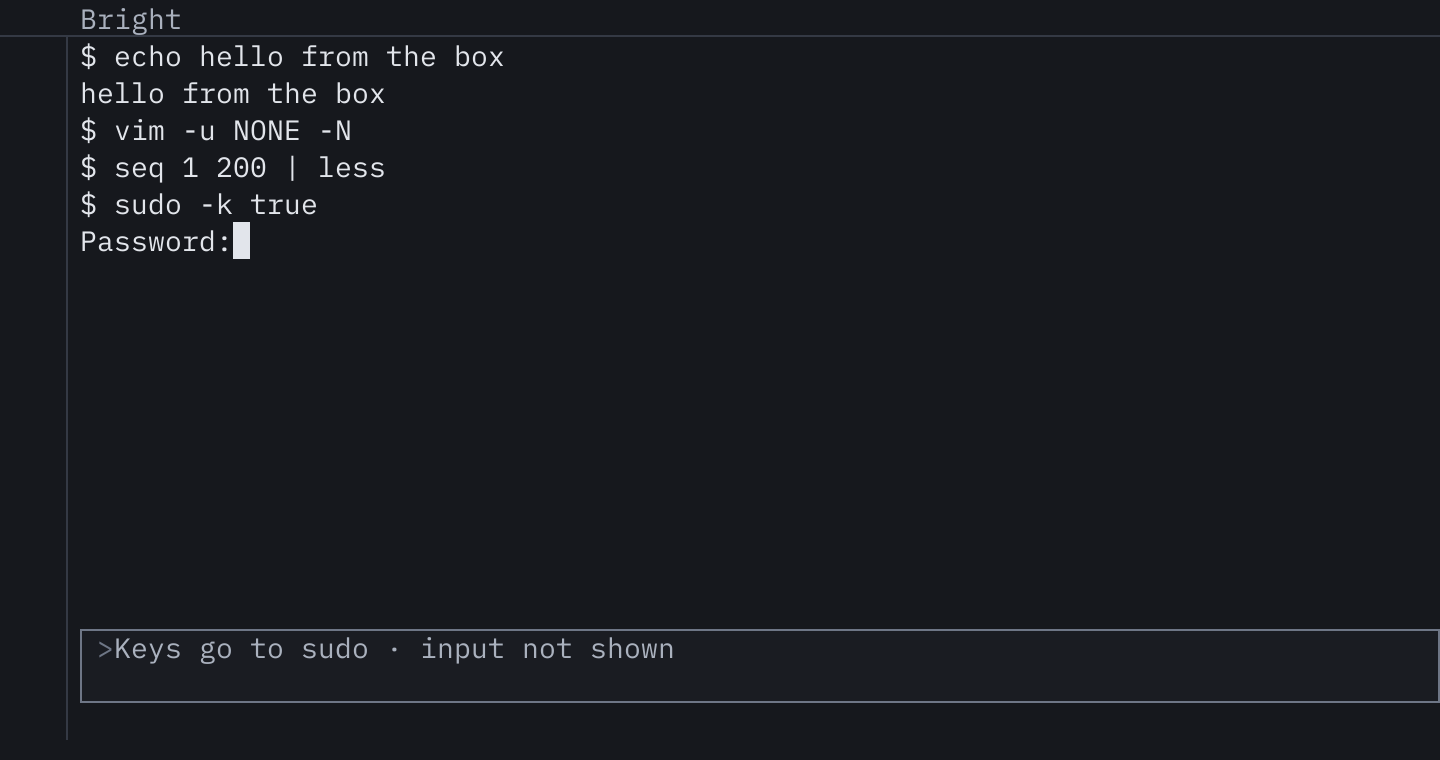 Bright
$ echo hello from the box
hello from the box
$ vim -u NONE -N
$ seq 1 200 | less
$ sudo -k true
Password:
>Keys go to sudo · input not shown